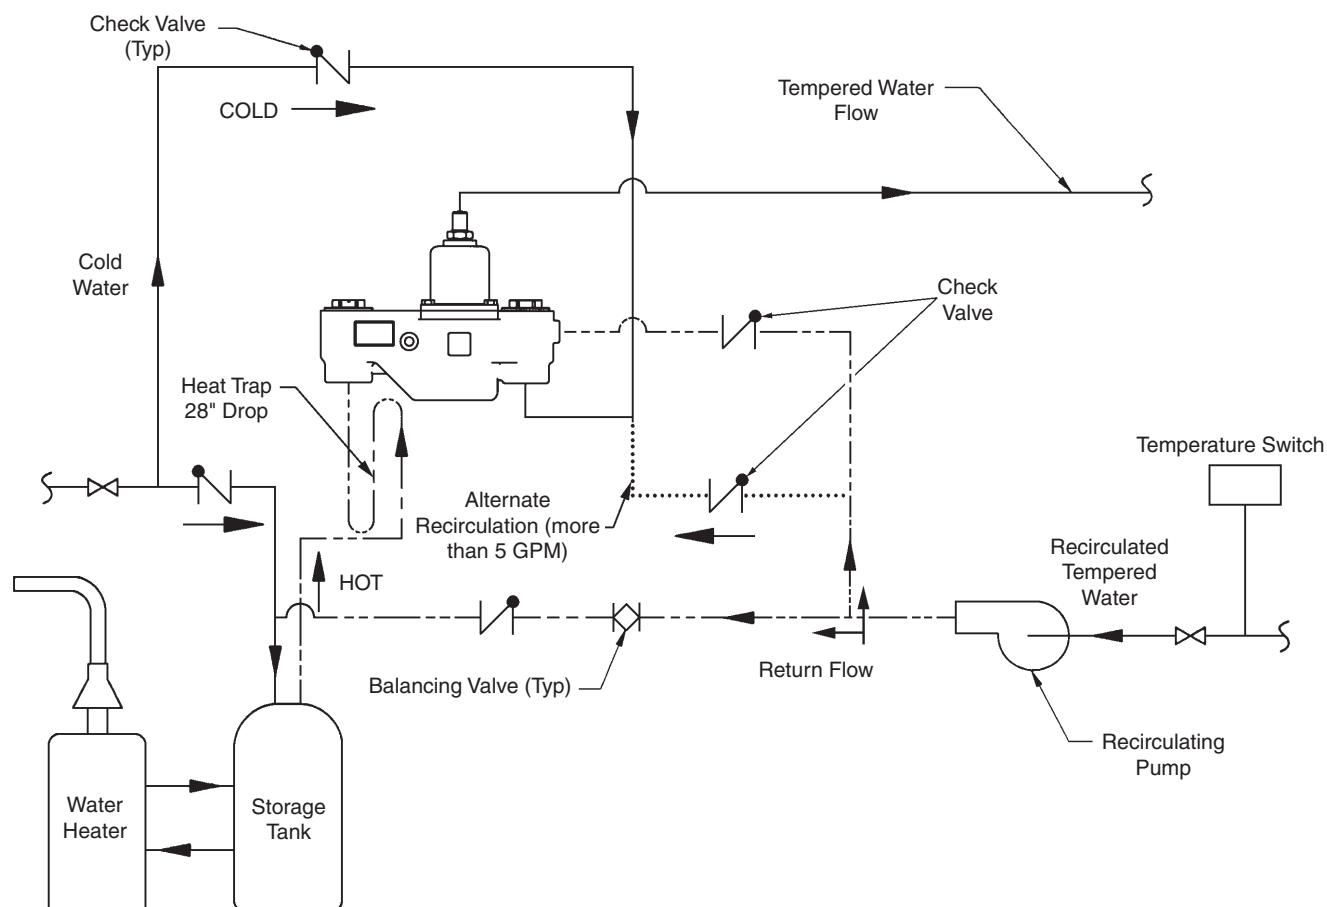 Check Valve
(Typ)
COLD
Tempered Water
Flow
Cold
Water
Check
Valve
Heat Trap
28" Drop
Temperature Switch
Alternate
Recirculation (more
than 5 GPM)
Recirculated
Tempered
Water
HOT
Return Flow
Balancing Valve (Typ)
Recirculating
Pump
Water
Heater
Storage
Tank